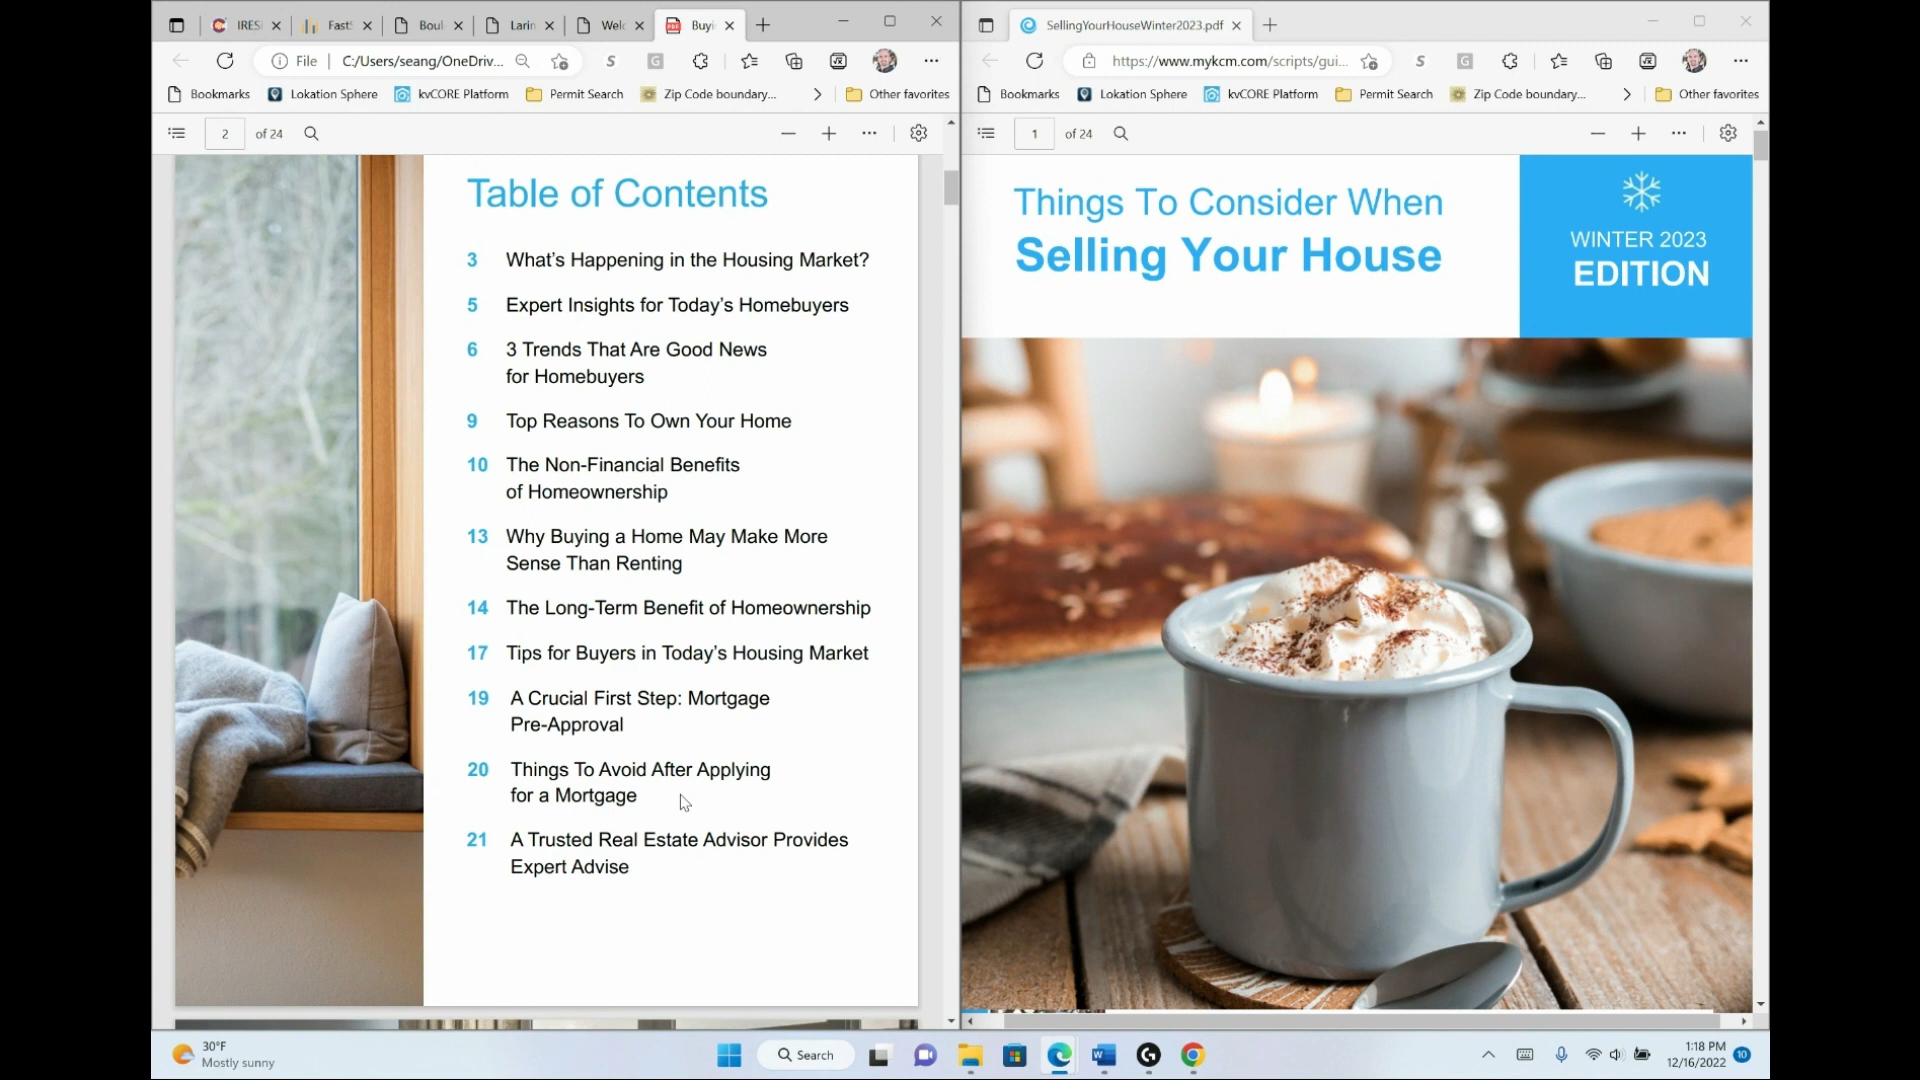 IRES
FastS
Boul
Larin
Welc
Buyi
SellingYourHouseWinter2023.pdf
File
C:/Users/seang/OneDriv...
https://www.mykcm.com/scripts/gui...
Bookmarks
Lokation Sphere
kvCORE Platform
Permit Search
Zip Code boundary...
Other favorites
Bookmarks
Lokation Sphere
kvCORE Platform
Permit Search
Zip Code boundary...
Other favorites
2 of 24
1 of 24
Table of Contents
3 What's Happening in the Housing Market?
5 Expert Insights for Today's Homebuyers
6 3 Trends That Are Good News
for Homebuyers
9 Top Reasons To Own Your Home
10 The Non-Financial Benefits
of Homeownership
13 Why Buying a Home May Make More
Sense Than Renting
14 The Long-Term Benefit of Homeownership
17 Tips for Buyers in Today's Housing Market
19 A Crucial First Step: Mortgage
Pre-Approval
20 Things To Avoid After Applying
for a Mortgage
21 A Trusted Real Estate Advisor Provides
Expert Advise
Things To Consider When
Selling Your House
WINTER 2023
EDITION
30°F
Mostly sunny
Search
1:18 PM
12/16/2022
10